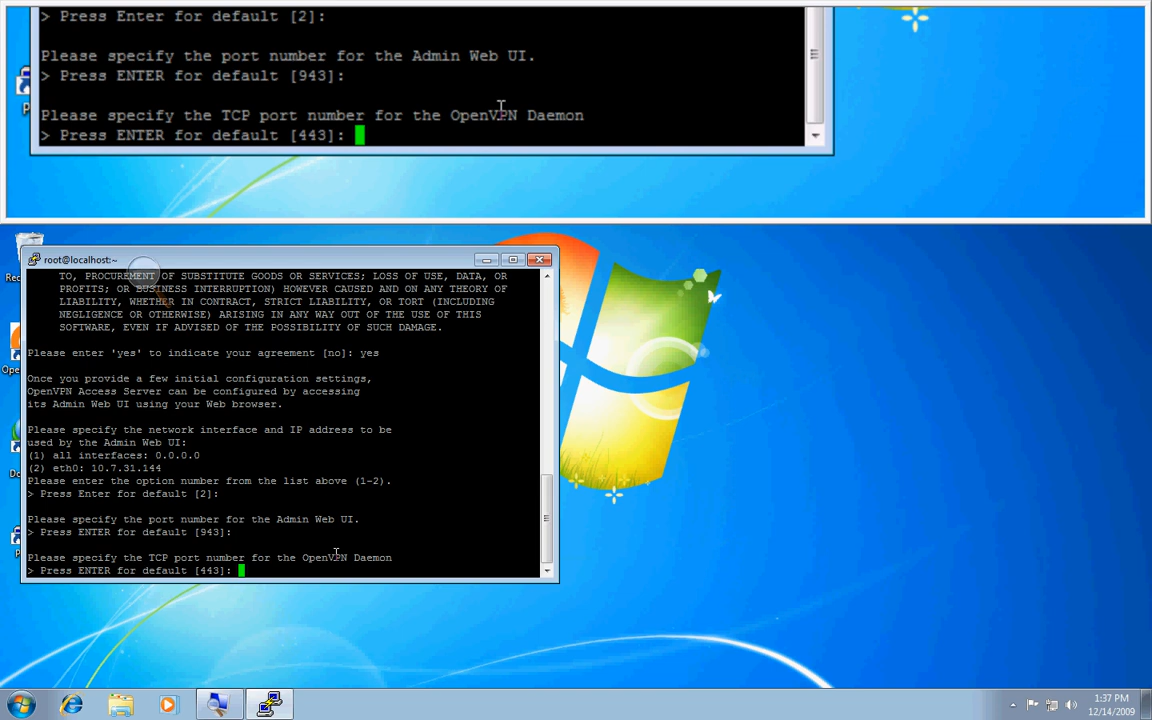 > Press Enter for default [2]:
Please specify the port number for the Admin Web UI.
> Press ENTER for default [943]:
Please specify the TCP port number for the OpenVPN Daemon
> Press ENTER for default [443]:
root@localhost:~
TO, PROCUREMENT OF SUBSTITUTE GOODS OR SERVICES; LOSS OF USE, DATA, OR
PROFITS; OR BUSINESS INTERRUPTION) HOWEVER CAUSED AND ON ANY THEORY OF
LIABILITY, WHETHER IN CONTRACT, STRICT LIABILITY, OR TORT (INCLUDING
NEGLIGENCE OR OTHERWISE) ARISING IN ANY WAY OUT OF THE USE OF THIS
SOFTWARE, EVEN IF ADVISED OF THE POSSIBILITY OF SUCH DAMAGE.
Please enter 'yes' to indicate your agreement [no]: yes
Once you provide a few initial configuration settings,
OpenVPN Access Server can be configured by accessing
its Admin Web UI using your Web browser.
Please specify the network interface and IP address to be
used by the Admin Web UI:
(1) all interfaces: 0.0.0.0
(2) eth0: 10.7.31.144
Please enter the option number from the list above (1-2).
> Press Enter for default [2]:
Please specify the port number for the Admin Web UI.
> Press ENTER for default [943]:
Please specify the TCP port number for the OpenVPN Daemon
> Press ENTER for default [443]:
1:37 PM
12/14/2009